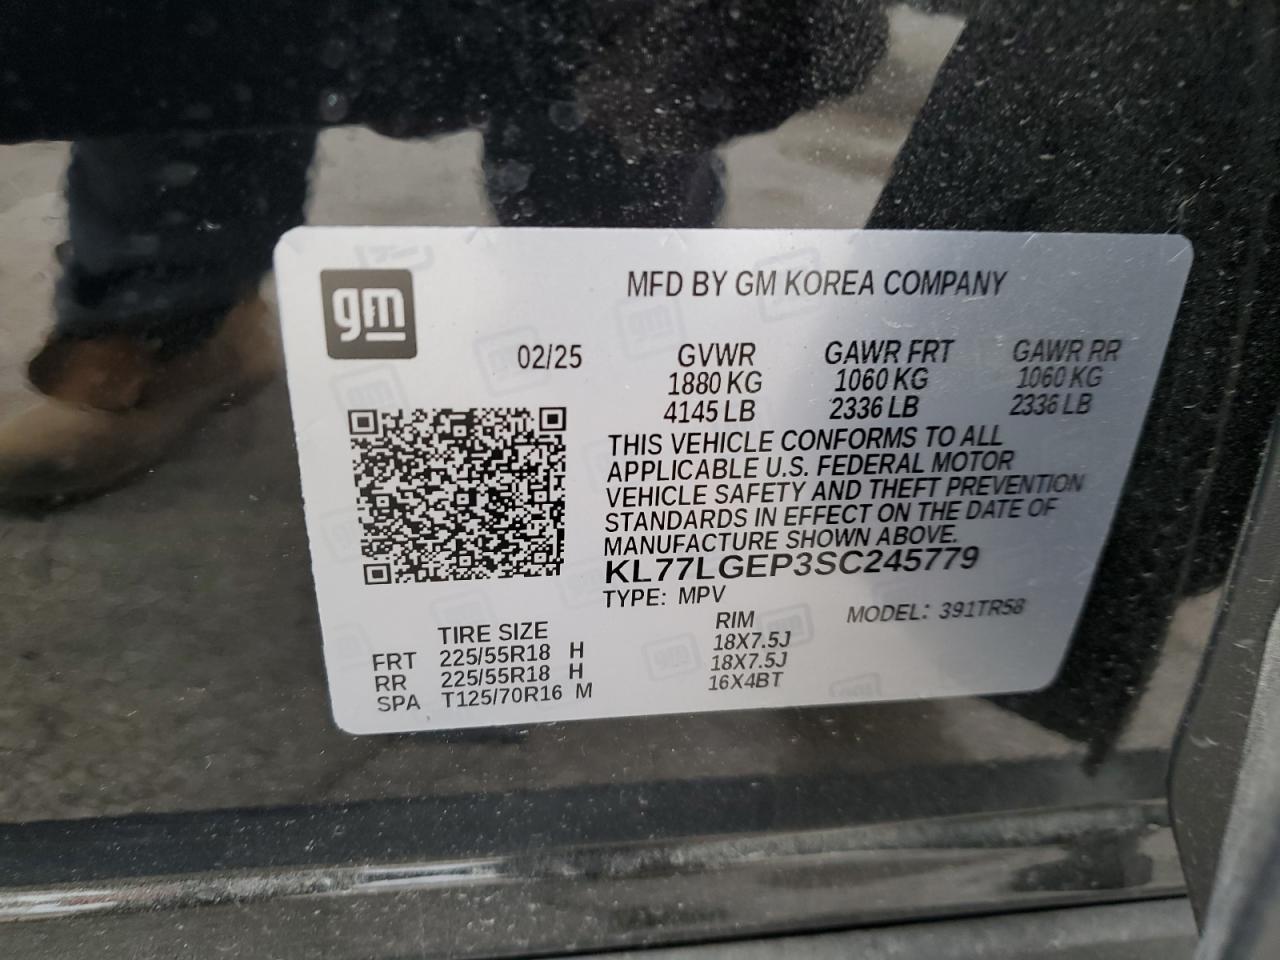 gm
MFD BY GM KOREA COMPANY
02/25 GVWR GAWR FRT GAWR RR
1880 KG 1060 KG 1060 KG
4145 LB 2336 LB 2336 LB
THIS VEHICLE CONFORMS TO ALL
APPLICABLE U.S. FEDERAL MOTOR
VEHICLE SAFETY AND THEFT PREVENTION
STANDARDS IN EFFECT ON THE DATE OF
MANUFACTURE SHOWN ABOVE.
KL77LGEP3SC245779
TYPE: MPV
MODEL: 391TR58
TIRE SIZE RIM
FRT 225/55R18 H 18X7.5J
RR 225/55R18 H 18X7.5J
SPA T125/70R16 M 16X4BT